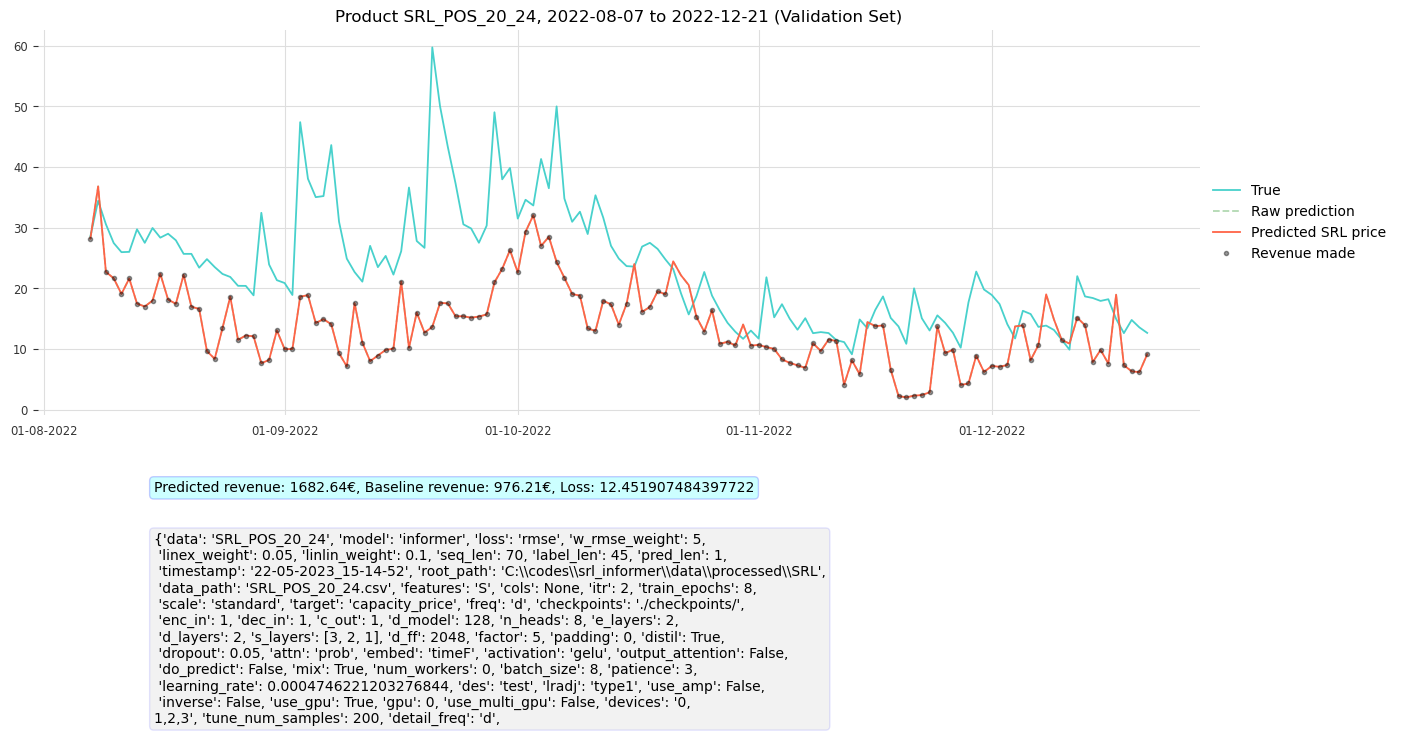 Product SRL_POS_20_24, 2022-08-07 to 2022-12-21 (Validation Set)
60
50
40
30
20
10
0
01-08-2022
01-09-2022
01-10-2022
01-11-2022
01-12-2022
True
Raw prediction
Predicted SRL price
Revenue made
Predicted revenue: 1682.64€, Baseline revenue: 976.21€, Loss: 12.451907484397722
{'data': 'SRL_POS_20_24', 'model': 'informer', 'loss': 'rmse', 'w_rmse_weight': 5,
'linex_weight': 0.05, 'linlin_weight': 0.1, 'seq_len': 70, 'label_len': 45, 'pred_len': 1,
'timestamp': '22-05-2023_15-14-52', 'root_path': 'C:\\codes\\srl_informer\\data\\processed\\SRL',
'data_path': 'SRL_POS_20_24.csv', 'features': 'S', 'cols': None, 'itr': 2, 'train_epochs': 8,
'scale': 'standard', 'target': 'capacity_price', 'freq': 'd', 'checkpoints': './checkpoints/',
'enc_in': 1, 'dec_in': 1, 'c_out': 1, 'd_model': 128, 'n_heads': 8, 'e_layers': 2,
'd_layers': 2, 's_layers': [3, 2, 1], 'd_ff': 2048, 'factor': 5, 'padding': 0, 'distil': True,
'dropout': 0.05, 'attn': 'prob', 'embed': 'timeF', 'activation': 'gelu', 'output_attention': False,
'do_predict': False, 'mix': True, 'num_workers': 0, 'batch_size': 8, 'patience': 3,
'learning_rate': 0.0004746221203276844, 'des': 'test', 'lradj': 'type1', 'use_amp': False,
'inverse': False, 'use_gpu': True, 'gpu': 0, 'use_multi_gpu': False, 'devices': '0,
1,2,3', 'tune_num_samples': 200, 'detail_freq': 'd',